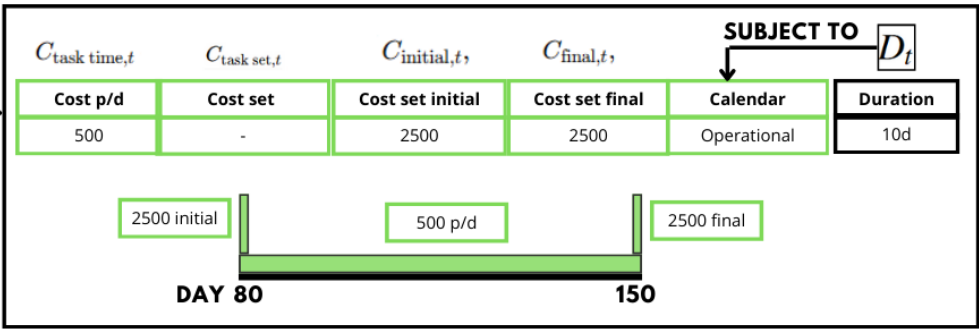 SUBJECT TO D_t
C_task time,t C_task set,t C_initial,t, C_final,t,
Cost p/d Cost set Cost set initial Cost set final Calendar Duration
500 - 2500 2500 Operational 10d
2500 initial 500 p/d 2500 final
DAY 80 150